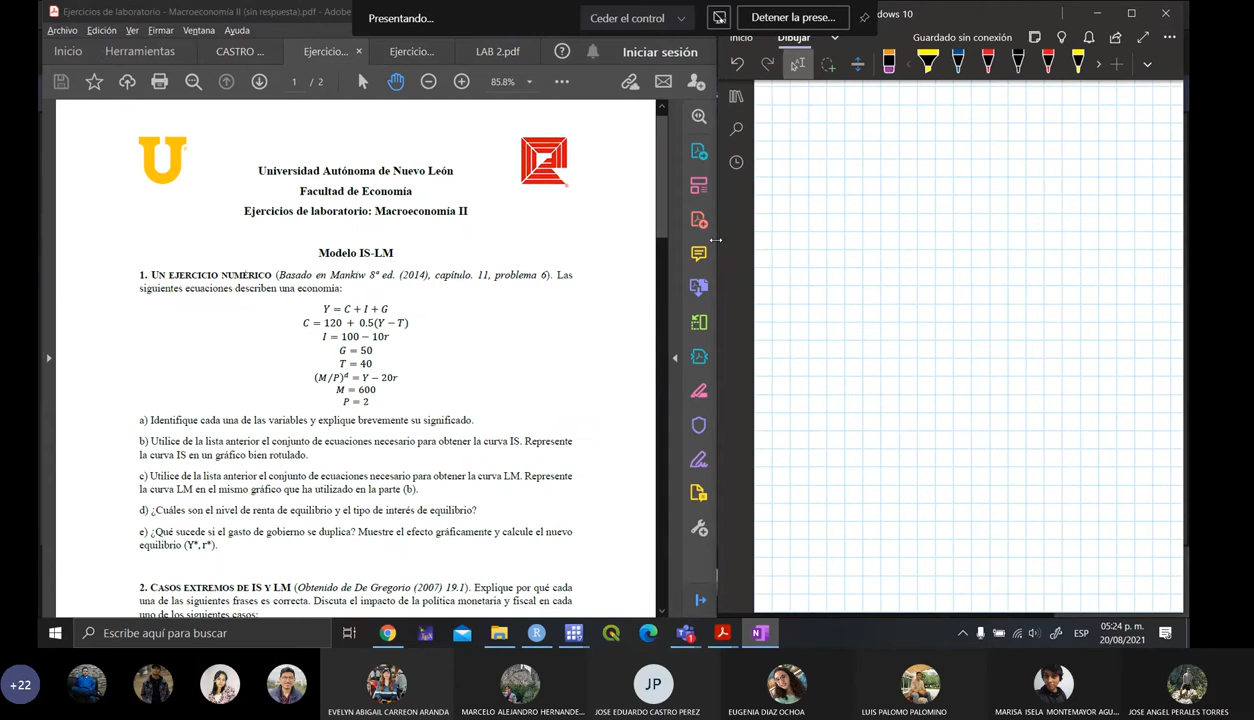 Ejercicios de laboratorio - Macroeconomía II (sin respuesta).pdf - Adobe
Presentando...
Ceder el control
Detener la prese...
dows 10
Archivo Edición Ver Firmar Ventana Ayuda
Inicio Dibujar
Guardado sin conexión
Inicio Herramientas CASTRO ... Ejercicio... × Ejercicio... LAB 2.pdf Iniciar sesión
1 / 2
85.8%
Universidad Autónoma de Nuevo León
Facultad de Economía
Ejercicios de laboratorio: Macroeconomía II
Modelo IS-LM
1. UN EJERCICIO NUMÉRICO (Basado en Mankiw 8ª ed. (2014), capítulo. 11, problema 6). Las
siguientes ecuaciones describen una economía:
Y = C + I + G
C = 120 + 0.5(Y − T)
I = 100 − 10r
G = 50
T = 40
(M/P)ᵈ = Y − 20r
M = 600
P = 2
a) Identifique cada una de las variables y explique brevemente su significado.
b) Utilice de la lista anterior el conjunto de ecuaciones necesario para obtener la curva IS. Represente
la curva IS en un gráfico bien rotulado.
c) Utilice de la lista anterior el conjunto de ecuaciones necesario para obtener la curva LM. Represente
la curva LM en el mismo gráfico que ha utilizado en la parte (b).
d) ¿Cuáles son el nivel de renta de equilibrio y el tipo de interés de equilibrio?
e) ¿Qué sucede si el gasto de gobierno se duplica? Muestre el efecto gráficamente y calcule el nuevo
equilibrio (Y*, r*).
2. CASOS EXTREMOS DE IS Y LM (Obtenido de De Gregorio (2007) 19.1). Explique por qué cada
una de las siguientes frases es correcta. Discuta el impacto de la política monetaria y fiscal en cada
uno de los siguientes casos:
Escribe aquí para buscar
ESP
05:24 p. m.
20/08/2021
+22
JP
EVELYN ABIGAIL CARREON ARANDA
MARCELO ALEJANDRO HERNANDE...
JOSE EDUARDO CASTRO PEREZ
EUGENIA DIAZ OCHOA
LUIS PALOMO PALOMINO
MARISA ISELA MONTEMAYOR AGU...
JOSE ANGEL PERALES TORRES